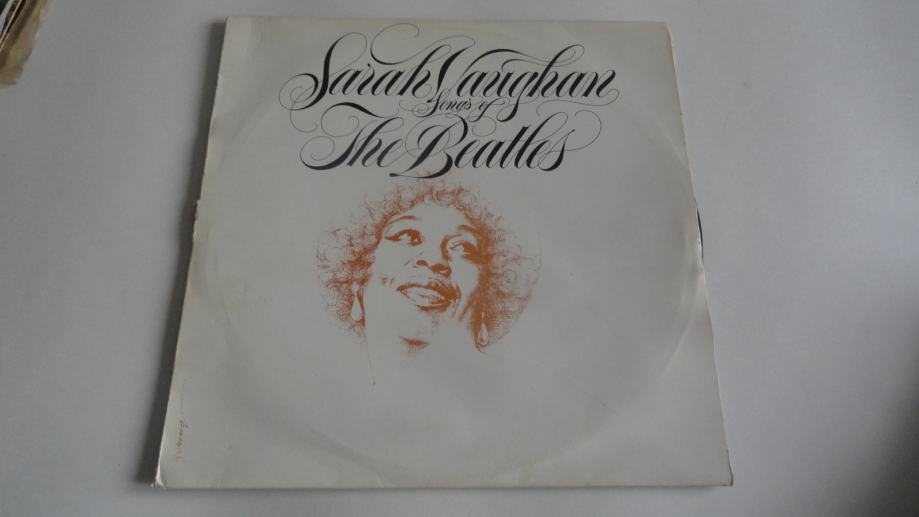 Sarah Vaughan
Songs of
The Beatles